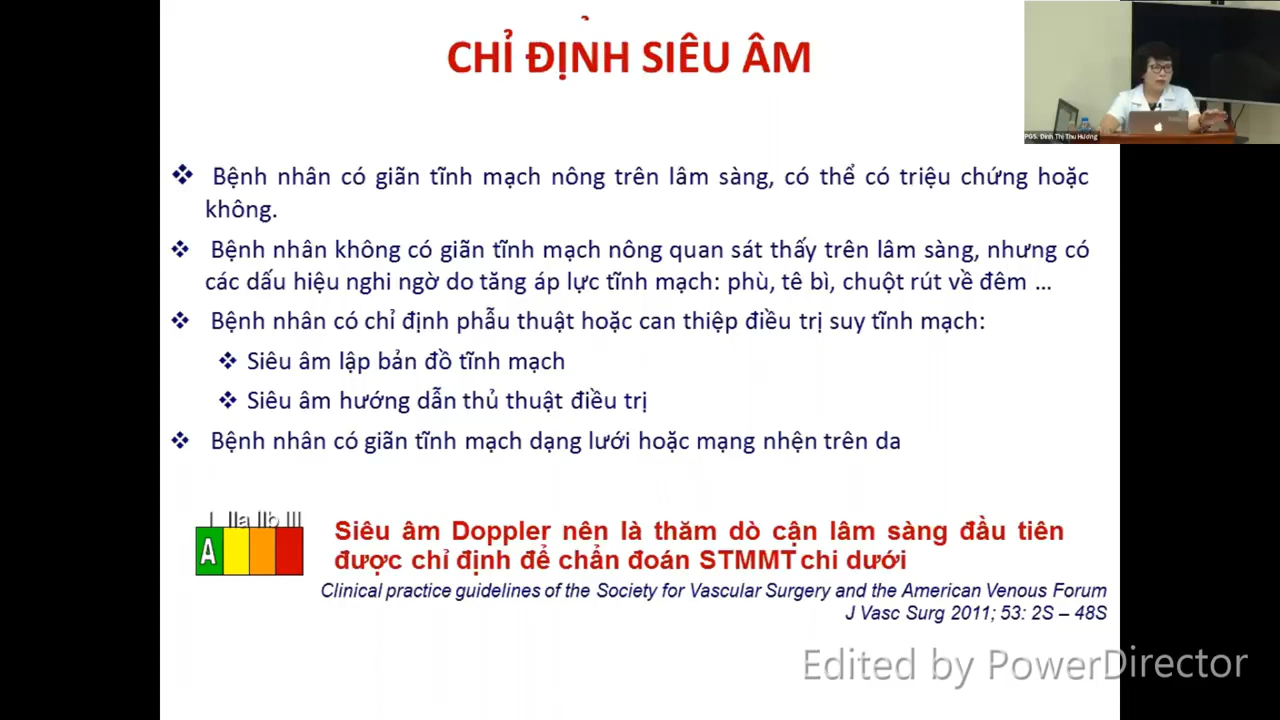 CHỈ ĐỊNH SIÊU ÂM
PGS. Đinh Thị Thu Hương
❖ Bệnh nhân có giãn tĩnh mạch nông trên lâm sàng, có thể có triệu chứng hoặc
không.
❖ Bệnh nhân không có giãn tĩnh mạch nông quan sát thấy trên lâm sàng, nhưng có
các dấu hiệu nghi ngờ do tăng áp lực tĩnh mạch: phù, tê bì, chuột rút về đêm ...
❖ Bệnh nhân có chỉ định phẫu thuật hoặc can thiệp điều trị suy tĩnh mạch:
❖ Siêu âm lập bản đồ tĩnh mạch
❖ Siêu âm hướng dẫn thủ thuật điều trị
❖ Bệnh nhân có giãn tĩnh mạch dạng lưới hoặc mạng nhện trên da
I IIa IIb III
A
Siêu âm Doppler nên là thăm dò cận lâm sàng đầu tiên
được chỉ định để chẩn đoán STMMT chi dưới
Clinical practice guidelines of the Society for Vascular Surgery and the American Venous Forum
J Vasc Surg 2011; 53: 2S – 48S
Edited by PowerDirector